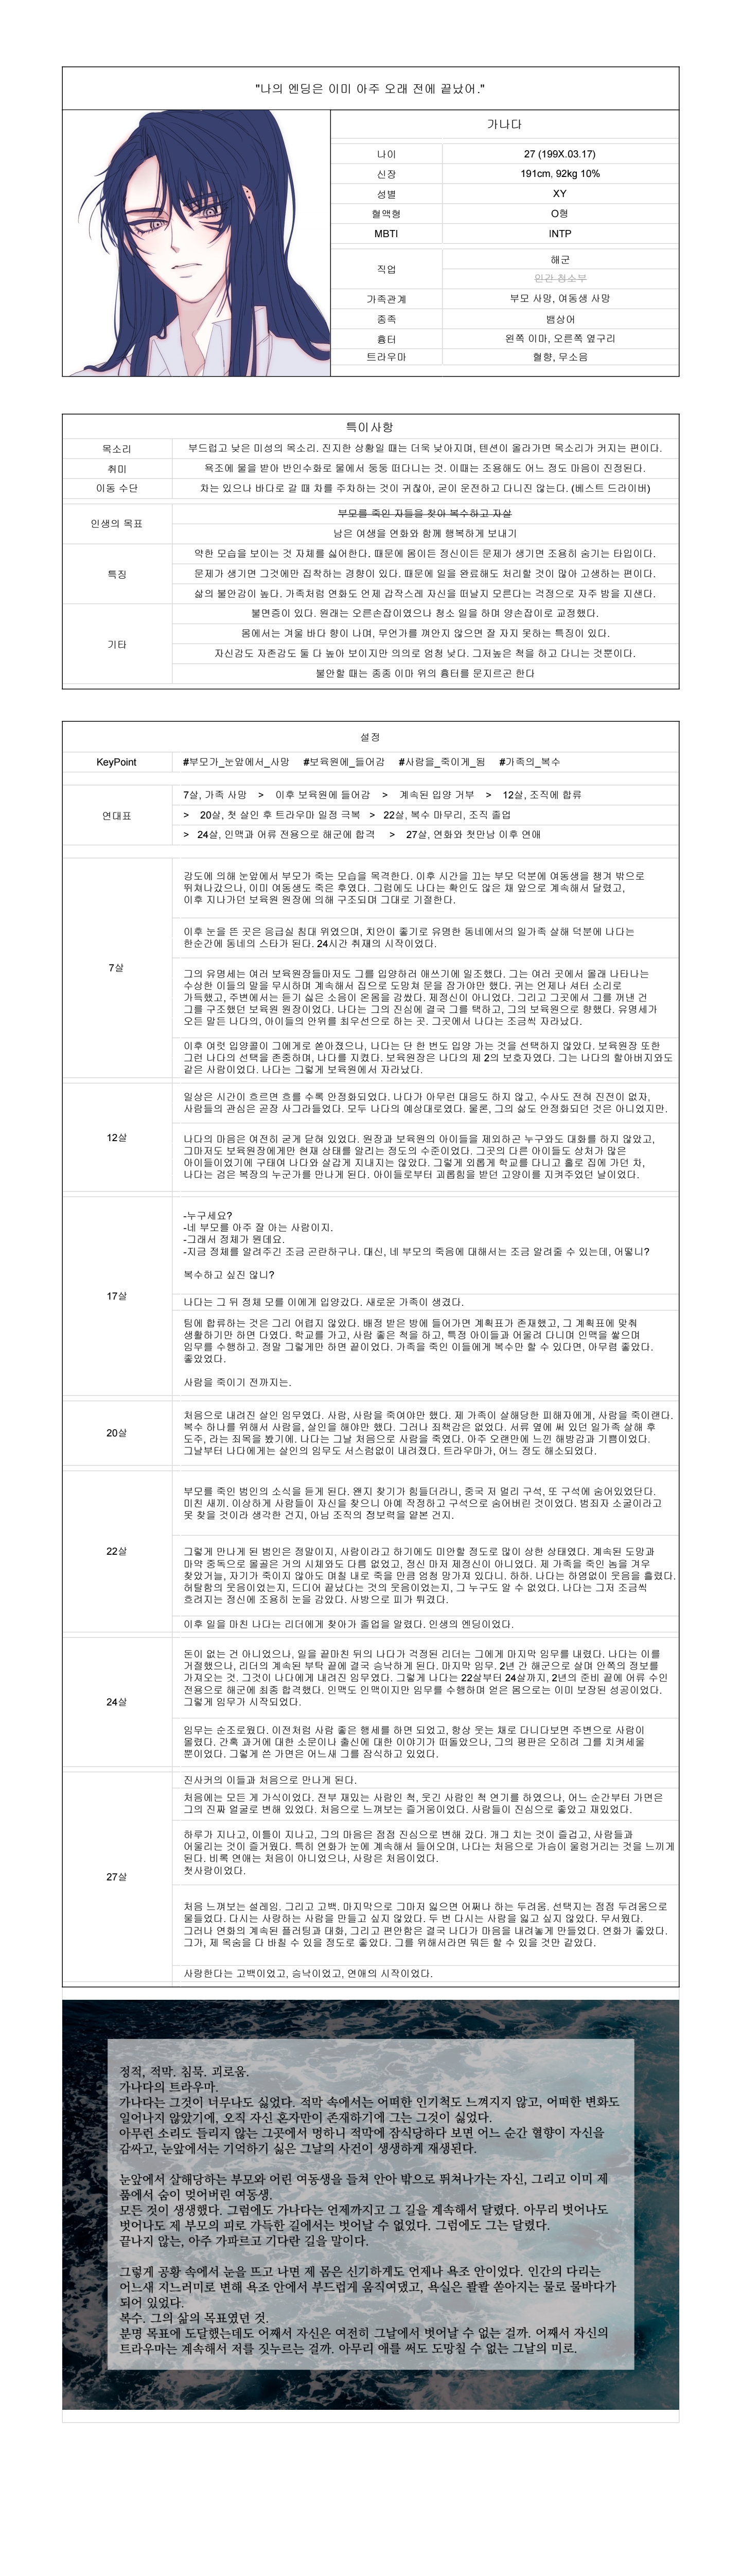 "나의 엔딩은 이미 아주 오래 전에 끝났어."
가나다
나이 27 (199X.03.17)
신장 191cm, 92kg 10%
성별 XY
혈액형 O형
MBTI INTP
직업 해군
인간 청소부
가족관계 부모 사망, 여동생 사망
종족 뱀상어
흉터 왼쪽 이마, 오른쪽 옆구리
트라우마 혈향, 무소음
특이사항
목소리 부드럽고 낮은 미성의 목소리. 진지한 상황일 때는 더욱 낮아지며, 텐션이 올라가면 목소리가 커지는 편이다.
취미 욕조에 물을 받아 반인수화로 물에서 둥둥 떠다니는 것. 이때는 조용해도 어느 정도 마음이 진정된다.
이동 수단 차는 있으나 바다로 갈 때 차를 주차하는 것이 귀찮아, 굳이 운전하고 다니진 않는다. (베스트 드라이버)
인생의 목표 부모를 죽인 자들을 찾아 복수하고 자살
남은 여생을 연화와 함께 행복하게 보내기
특징 약한 모습을 보이는 것 자체를 싫어한다. 때문에 몸이든 정신이든 문제가 생기면 조용히 숨기는 타입이다.
문제가 생기면 그것에만 집착하는 경향이 있다. 때문에 일을 완료해도 처리할 것이 많아 고생하는 편이다.
삶의 불안감이 높다. 가족처럼 연화도 언제 갑작스레 자신을 떠날지 모른다는 걱정으로 자주 밤을 지샌다.
기타 불면증이 있다. 원래는 오른손잡이였으나 청소 일을 하며 양손잡이로 교정했다.
몸에서는 겨울 바다 향이 나며, 무언가를 껴안지 않으면 잘 자지 못하는 특징이 있다.
자신감도 자존감도 둘 다 높아 보이지만 의외로 엄청 낮다. 그저높은 척을 하고 다니는 것뿐이다.
불안할 때는 종종 이마 위의 흉터를 문지르곤 한다
설정
KeyPoint #부모가_눈앞에서_사망 #보육원에_들어감 #사람을_죽이게_됨 #가족의_복수
연대표 7살, 가족 사망 > 이후 보육원에 들어감 > 계속된 입양 거부 > 12살, 조직에 합류
> 20살, 첫 살인 후 트라우마 일정 극복 > 22살, 복수 마무리, 조직 졸업
> 24살, 인맥과 어류 전용으로 해군에 합격 > 27살, 연화와 첫만남 이후 연애
7살
강도에 의해 눈앞에서 부모가 죽는 모습을 목격한다. 이후 시간을 끄는 부모 덕분에 여동생을 챙겨 밖으로
뛰쳐나갔으나, 이미 여동생도 죽은 후였다. 그럼에도 나다는 확인도 않은 채 앞으로 계속해서 달렸고,
이후 지나가던 보육원 원장에 의해 구조되며 그대로 기절한다.
이후 눈을 뜬 곳은 응급실 침대 위였으며, 치안이 좋기로 유명한 동네에서의 일가족 살해 덕분에 나다는
한순간에 동네의 스타가 된다. 24시간 취재의 시작이었다.
그의 유명세는 여러 보육원장들마저도 그를 입양하러 애쓰기에 일조했다. 그는 여러 곳에서 몰래 나타나는
수상한 이들의 말을 무시하며 계속해서 집으로 도망쳐 문을 잠가야만 했다. 귀는 언제나 셔터 소리로
가득했고, 주변에서는 듣기 싫은 소음이 온몸을 감쌌다. 제정신이 아니었다. 그리고 그곳에서 그를 꺼낸 건
그를 구조했던 보육원 원장이었다. 나다는 그의 진심에 결국 그를 택하고, 그의 보육원으로 향했다. 유명세가
오든 말든 나다의, 아이들의 안위를 최우선으로 하는 곳. 그곳에서 나다는 조금씩 자라났다.
이후 여럿 입양콜이 그에게로 쏟아졌으나, 나다는 단 한 번도 입양 가는 것을 선택하지 않았다. 보육원장 또한
그런 나다의 선택을 존중하며, 나다를 지켰다. 보육원장은 나다의 제 2의 보호자였다. 그는 나다의 할아버지와도
같은 사람이었다. 나다는 그렇게 보육원에서 자라났다.
12살
일상은 시간이 흐르면 흐를 수록 안정화되었다. 나다가 아무런 대응도 하지 않고, 수사도 전혀 진전이 없자,
사람들의 관심은 곧장 사그라들었다. 모두 나다의 예상대로였다. 물론, 그의 삶도 안정화되던 것은 아니었지만.
나다의 마음은 여전히 굳게 닫혀 있었다. 원장과 보육원의 아이들을 제외하곤 누구와도 대화를 하지 않았고,
그마저도 보육원장에게만 현재 상태를 알리는 정도의 수준이었다. 그곳의 다른 아이들도 상처가 많은
아이들이었기에 구태여 나다와 살갑게 지내지는 않았다. 그렇게 외롭게 학교를 다니고 홀로 집에 가던 차,
나다는 검은 복장의 누군가를 만나게 된다. 아이들로부터 괴롭힘을 받던 고양이를 지켜주었던 날이었다.
17살
-누구세요?
-네 부모를 아주 잘 아는 사람이지.
-그래서 정체가 뭔데요.
-지금 정체를 알려주긴 조금 곤란하구나. 대신, 네 부모의 죽음에 대해서는 조금 알려줄 수 있는데, 어떻니?
복수하고 싶진 않니?
나다는 그 뒤 정체 모를 이에게 입양갔다. 새로운 가족이 생겼다.
팀에 합류하는 것은 그리 어렵지 않았다. 배정 받은 방에 들어가면 계획표가 존재했고, 그 계획표에 맞춰
생활하기만 하면 다였다. 학교를 가고, 사람 좋은 척을 하고, 특정 아이들과 어울려 다니며 인맥을 쌓으며
임무를 수행하고. 정말 그렇게만 하면 끝이었다. 가족을 죽인 이들에게 복수만 할 수 있다면, 아무렴 좋았다.
좋았었다.
사람을 죽이기 전까지는.
20살
처음으로 내려진 살인 임무였다. 사람, 사람을 죽여야만 했다. 제 가족이 살해당한 피해자에게, 사람을 죽이랜다.
복수 하나를 위해서 사람을, 살인을 해야만 했다. 그러나 죄책감은 없었다. 서류 옆에 써 있던 일가족 살해 후
도주, 라는 죄목을 봤기에. 나다는 그날 처음으로 사람을 죽였다. 아주 오랜만에 느낀 해방감과 기쁨이었다.
그날부터 나다에게는 살인의 임무도 서스럼없이 내려졌다. 트라우마가, 어느 정도 해소되었다.
22살
부모를 죽인 범인의 소식을 듣게 된다. 왠지 찾기가 힘들더라니, 중국 저 멀리 구석, 또 구석에 숨어있었단다.
미친 새끼. 이상하게 사람들이 자신을 찾으니 아예 작정하고 구석으로 숨어버린 것이었다. 범죄자 소굴이라고
못 찾을 것이라 생각한 건지, 아님 조직의 정보력을 얕본 건지.
그렇게 만나게 된 범인은 정말이지, 사람이라고 하기에도 미안할 정도로 많이 상한 상태였다. 계속된 도망과
마약 중독으로 몰골은 거의 시체와도 다름 없었고, 정신 마저 제정신이 아니었다. 제 가족을 죽인 놈을 겨우
찾았거늘, 자기가 죽이지 않아도 며칠 내로 죽을 만큼 엄청 망가져 있다니. 하하. 나다는 하염없이 웃음을 흘렸다.
허탈함의 웃음이었는지, 드디어 끝났다는 것의 웃음이었는지, 그 누구도 알 수 없었다. 나다는 그저 조금씩
흐려지는 정신에 조용히 눈을 감았다. 사방으로 피가 튀겼다.
이후 일을 마친 나다는 리더에게 찾아가 졸업을 알렸다. 인생의 엔딩이었다.
24살
돈이 없는 건 아니었으나, 일을 끝마친 뒤의 나다가 걱정된 리더는 그에게 마지막 임무를 내렸다. 나다는 이를
거절했으나, 리더의 계속된 부탁 끝에 결국 승낙하게 된다. 마지막 임무. 2년 간 해군으로 살며 안쪽의 정보를
가져오는 것. 그것이 나다에게 내려진 임무였다. 그렇게 나다는 22살부터 24살까지, 2년의 준비 끝에 어류 수인
전용으로 해군에 최종 합격했다. 인맥도 인맥이지만 임무를 수행하며 얻은 몸으로는 이미 보장된 성공이었다.
그렇게 임무가 시작되었다.
임무는 순조로웠다. 이전처럼 사람 좋은 행세를 하면 되었고, 항상 웃는 채로 다니다보면 주변으로 사람이
몰렸다. 간혹 과거에 대한 소문이나 출신에 대한 이야기가 떠돌았으나, 그의 평판은 오히려 그를 치켜세울
뿐이었다. 그렇게 쓴 가면은 어느새 그를 잠식하고 있었다.
27살
진사커의 이들과 처음으로 만나게 된다.
처음에는 모든 게 가식이었다. 전부 재밌는 사람인 척, 웃긴 사람인 척 연기를 하였으나, 어느 순간부터 가면은
그의 진짜 얼굴로 변해 있었다. 처음으로 느껴보는 즐거움이었다. 사람들이 진심으로 좋았고 재밌었다.
하루가 지나고, 이틀이 지나고, 그의 마음은 점점 진심으로 변해 갔다. 개그 치는 것이 즐겁고, 사람들과
어울리는 것이 즐거웠다. 특히 연화가 눈에 계속해서 들어오며, 나다는 처음으로 가슴이 울렁거리는 것을 느끼게
된다. 비록 연애는 처음이 아니었으나, 사랑은 처음이었다.
첫사랑이었다.
처음 느껴보는 설레임. 그리고 고백. 마지막으로 그마저 잃으면 어쩌나 하는 두려움. 선택지는 점점 두려움으로
물들었다. 다시는 사랑하는 사람을 만들고 싶지 않았다. 두 번 다시는 사람을 잃고 싶지 않았다. 무서웠다.
그러나 연화의 계속된 플러팅과 대화, 그리고 편안함은 결국 나다가 마음을 내려놓게 만들었다. 연화가 좋았다.
그가, 제 목숨을 다 바칠 수 있을 정도로 좋았다. 그를 위해서라면 뭐든 할 수 있을 것만 같았다.
사랑한다는 고백이었고, 승낙이었고, 연애의 시작이었다.
정적, 적막. 침묵. 괴로움.
가나다의 트라우마.
가나다는 그것이 너무나도 싫었다. 적막 속에서는 어떠한 인기척도 느껴지지 않고, 어떠한 변화도
일어나지 않았기에, 오직 자신 혼자만이 존재하기에 그는 그것이 싫었다.
아무런 소리도 들리지 않는 그곳에서 멍하니 적막에 잠식당하다 보면 어느 순간 혈향이 자신을
감싸고, 눈앞에서는 기억하기 싫은 그날의 사건이 생생하게 재생된다.
눈앞에서 살해당하는 부모와 어린 여동생을 들쳐 안아 밖으로 뛰쳐나가는 자신, 그리고 이미 제
품에서 숨이 멎어버린 여동생.
모든 것이 생생했다. 그럼에도 가나다는 언제까지고 그 길을 계속해서 달렸다. 아무리 벗어나도
벗어나도 제 부모의 피로 가득한 길에서는 벗어날 수 없었다. 그럼에도 그는 달렸다.
끝나지 않는, 아주 가파르고 기다란 길을 말이다.
그렇게 공황 속에서 눈을 뜨고 나면 제 몸은 신기하게도 언제나 욕조 안이었다. 인간의 다리는
어느새 지느러미로 변해 욕조 안에서 부드럽게 움직여댔고, 욕실은 콸콸 쏟아지는 물로 물바다가
되어 있었다.
복수. 그의 삶의 목표였던 것.
분명 목표에 도달했는데도 어째서 자신은 여전히 그날에서 벗어날 수 없는 걸까. 어째서 자신의
트라우마는 계속해서 저를 짓누르는 걸까. 아무리 애를 써도 도망칠 수 없는 그날의 미로.